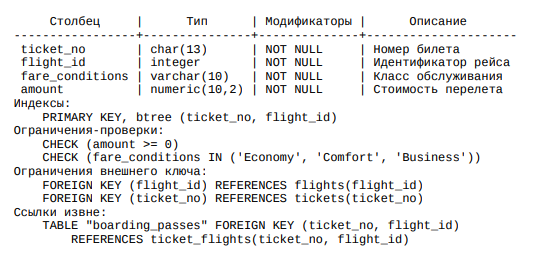 Столбец | Тип | Модификаторы | Описание
----------------+---------------+--------------+---------------------
ticket_no | char(13) | NOT NULL | Номер билета
flight_id | integer | NOT NULL | Идентификатор рейса
fare_conditions | varchar(10) | NOT NULL | Класс обслуживания
amount | numeric(10,2) | NOT NULL | Стоимость перелета
Индексы:
PRIMARY KEY, btree (ticket_no, flight_id)
Ограничения-проверки:
CHECK (amount >= 0)
CHECK (fare_conditions IN ('Economy', 'Comfort', 'Business'))
Ограничения внешнего ключа:
FOREIGN KEY (flight_id) REFERENCES flights(flight_id)
FOREIGN KEY (ticket_no) REFERENCES tickets(ticket_no)
Ссылки извне:
TABLE "boarding_passes" FOREIGN KEY (ticket_no, flight_id)
REFERENCES ticket_flights(ticket_no, flight_id)